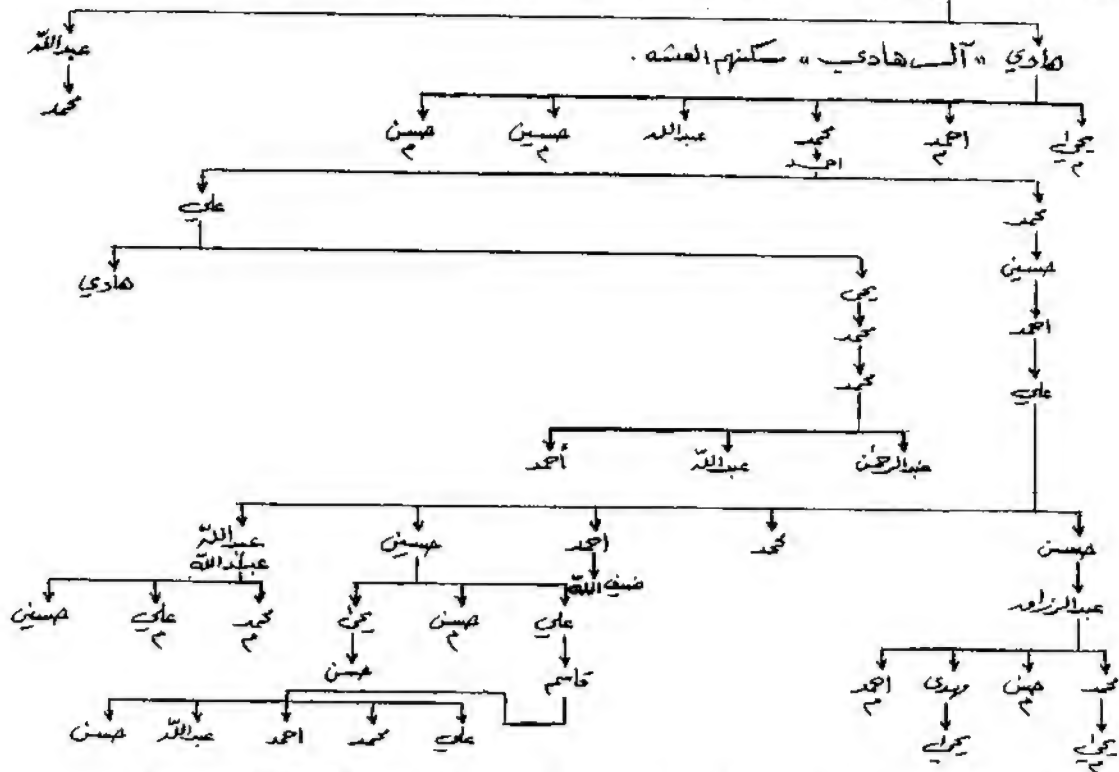 هادي "آل هادي" سكنهم العشه . عبدالله
محمد
يحيى احمد محمد عبدالله حسين حسن
م م م م
احمد
محمد علي
حسين
يحيى هادي
احمد محمد
علي محمد
عبدالرحمن عبدالله أحمد
حسن محمد احمد حسين عبدالله
عبدالرزاق ضيف الله عبدالله
علي حسن يحيى محمد علي حسين
م م م
محمد حسن مهدي احمد قاسم حسن
م م
يحيى يحيى علي محمد احمد عبدالله حسن
م